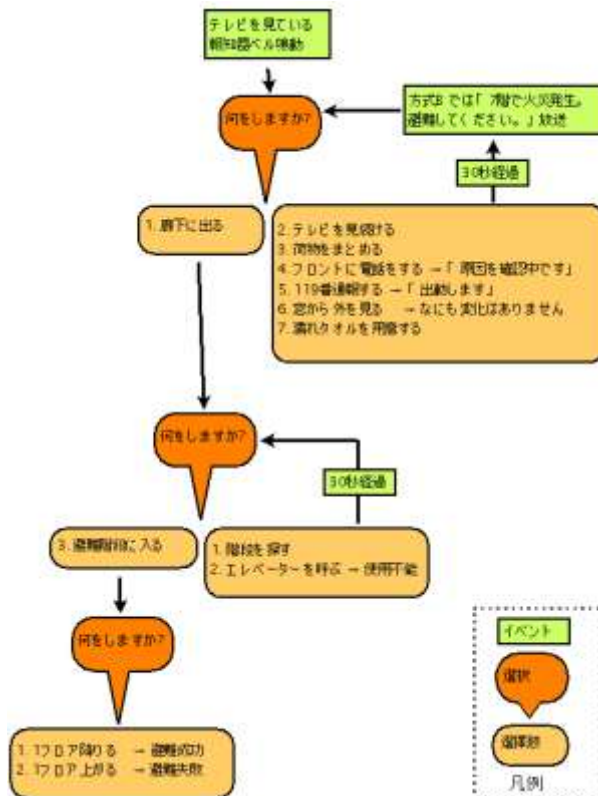 テレビを見ている
報知器ベル鳴動
何をしますか?
方式B では「 7階で火災発生。
避難してください。」放送
30秒経過
1. 廊下に出る
2. テレビを見続ける
3. 荷物をまとめる
4. フロントに電話をする →「 原因を確認中です」
5. 119番通報する →「 出動します」
6. 窓から 外を見る → なにも変化はありません
7. 濡れタオルを用意する
何をしますか?
30秒経過
3. 避難階段に入る
1. 階段を探す
2. エレベーターを呼ぶ → 使用不能
何をしますか?
1. 1フロア降りる → 避難成功
2. 1フロア上がる → 避難失敗
イベント
選択
選択肢
凡例